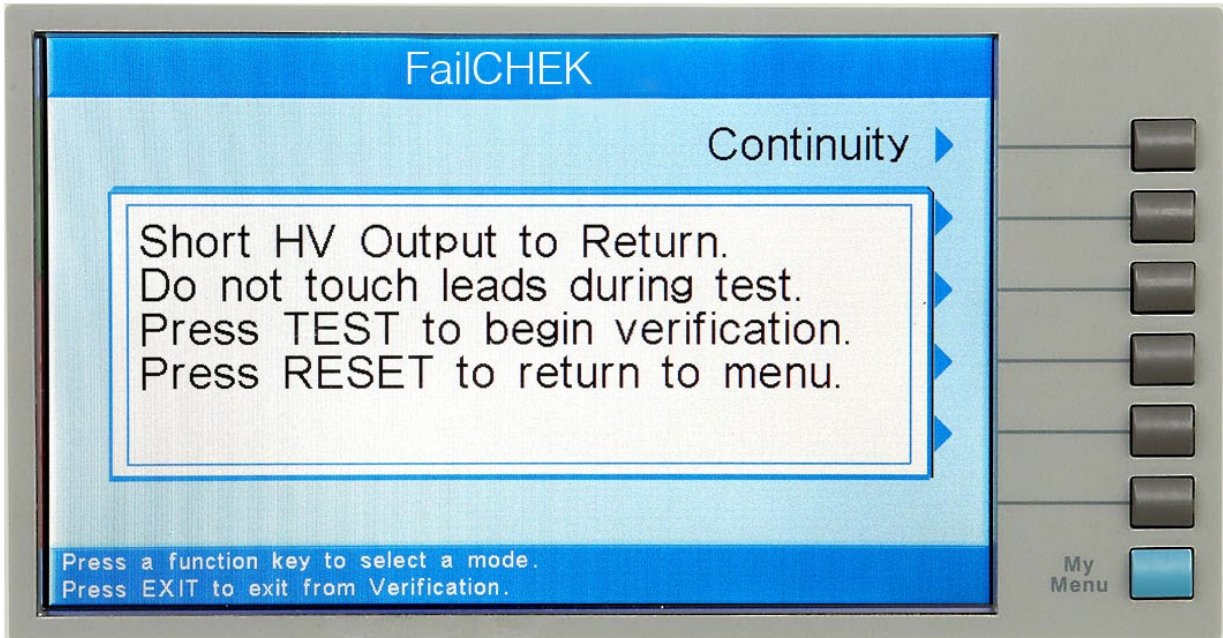 FailCHEK
Continuity
Short HV Output to Return.
Do not touch leads during test.
Press TEST to begin verification.
Press RESET to return to menu.
Press a function key to select a mode.
Press EXIT to exit from Verification.
My
Menu